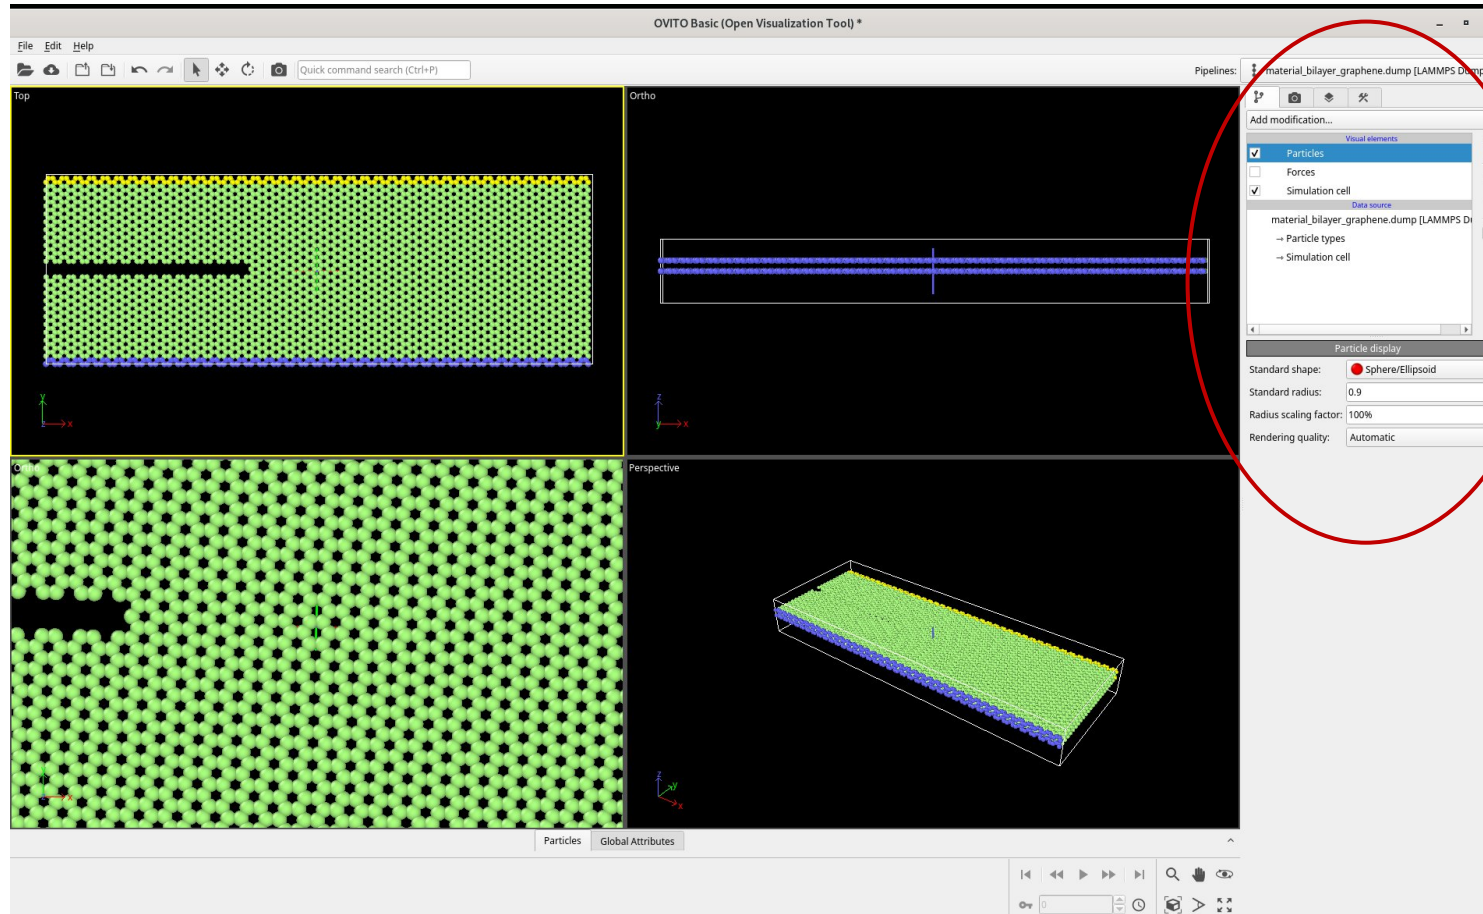 OVITO Basic (Open Visualization Tool) *
File Edit Help
Quick command search (Ctrl+P)
Pipelines:
material_bilayer_graphene.dump [LAMMPS Dump
Top
Ortho
Add modification...
Visual elements
Particles
Forces
Simulation cell
Data source
material_bilayer_graphene.dump [LAMMPS D
→ Particle types
→ Simulation cell
Particle display
Standard shape: Sphere/Ellipsoid
Standard radius: 0.9
Radius scaling factor: 100%
Rendering quality: Automatic
y
z x
z
y x
Ortho
Perspective
x
z
y
x
Particles Global Attributes
0